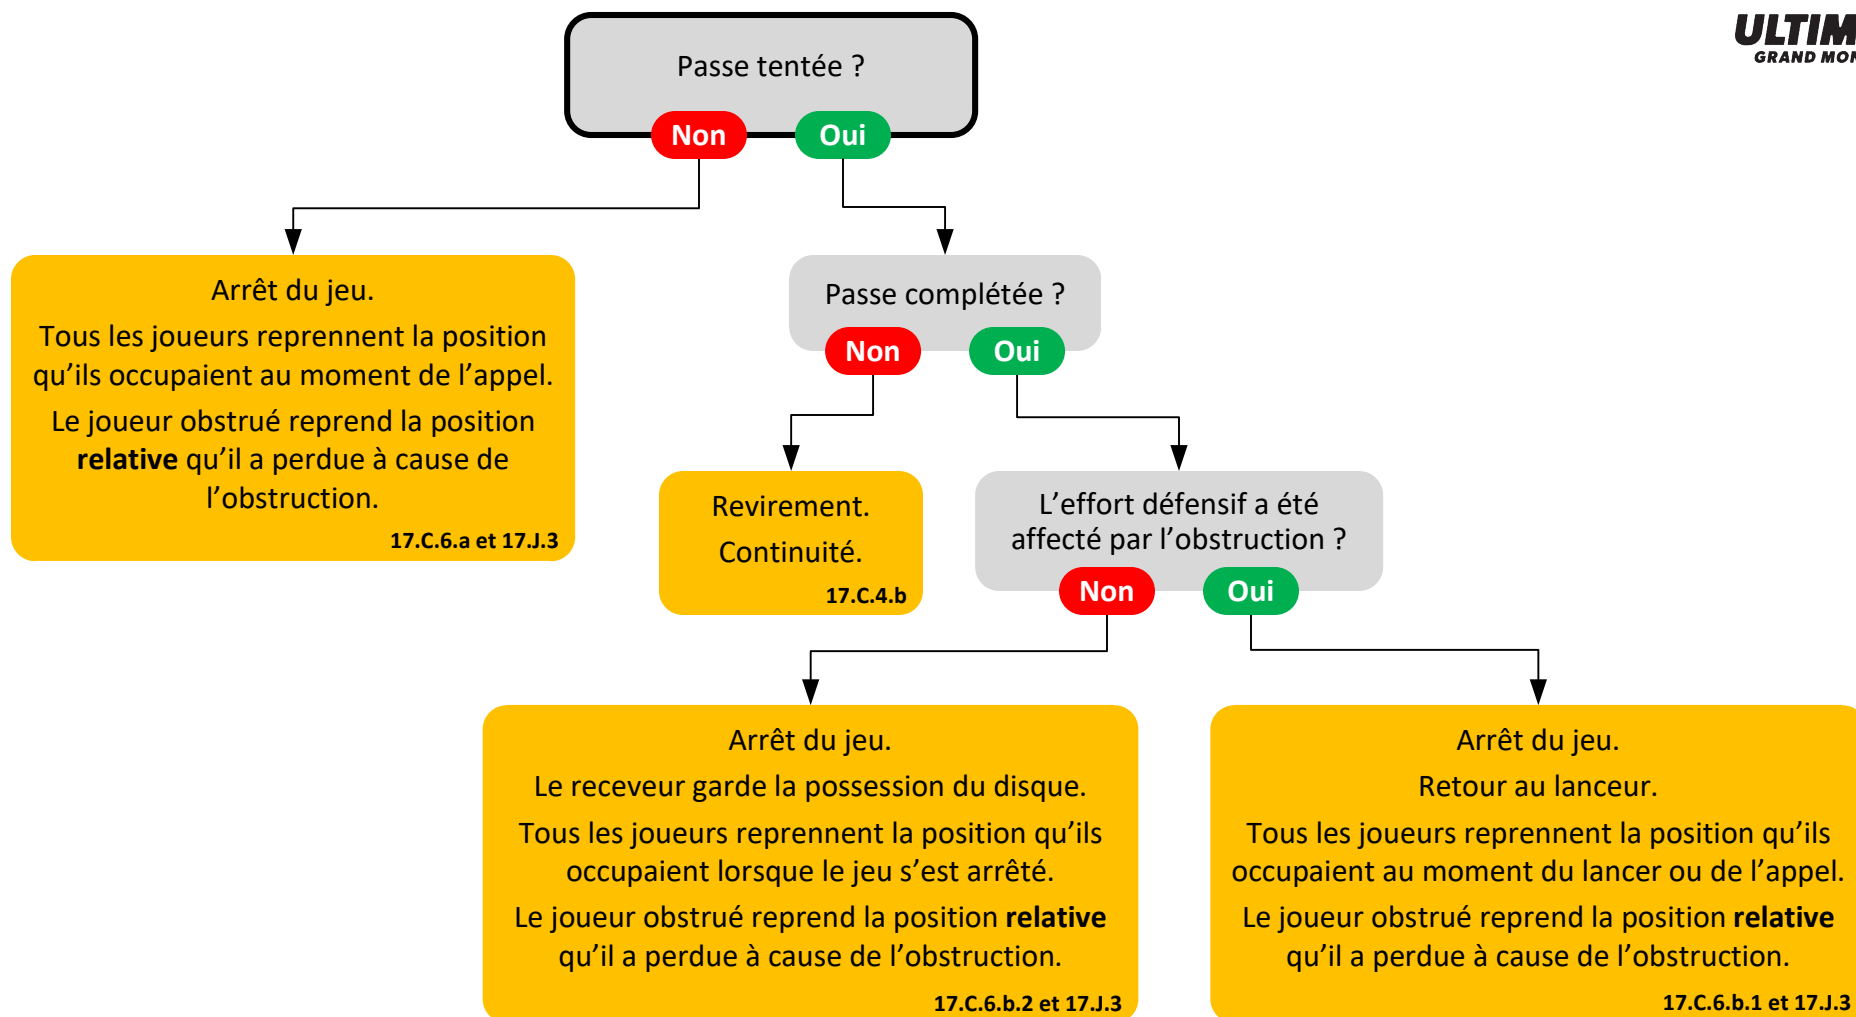 Passe tentée ?
Non
Oui
ULTIM
GRAND MON
Arrêt du jeu.
Tous les joueurs reprennent la position
qu’ils occupaient au moment de l’appel.
Le joueur obstrué reprend la position
relative qu’il a perdue à cause de
l’obstruction.
17.C.6.a et 17.J.3
Passe complétée ?
Non
Oui
Revirement.
Continuité.
17.C.4.b
L’effort défensif a été
affecté par l’obstruction ?
Non
Oui
Arrêt du jeu.
Le receveur garde la possession du disque.
Tous les joueurs reprennent la position qu’ils
occupaient lorsque le jeu s’est arrêté.
Le joueur obstrué reprend la position relative
qu’il a perdue à cause de l’obstruction.
17.C.6.b.2 et 17.J.3
Arrêt du jeu.
Retour au lanceur.
Tous les joueurs reprennent la position qu’ils
occupaient au moment du lancer ou de l’appel.
Le joueur obstrué reprend la position relative
qu’il a perdue à cause de l’obstruction.
17.C.6.b.1 et 17.J.3